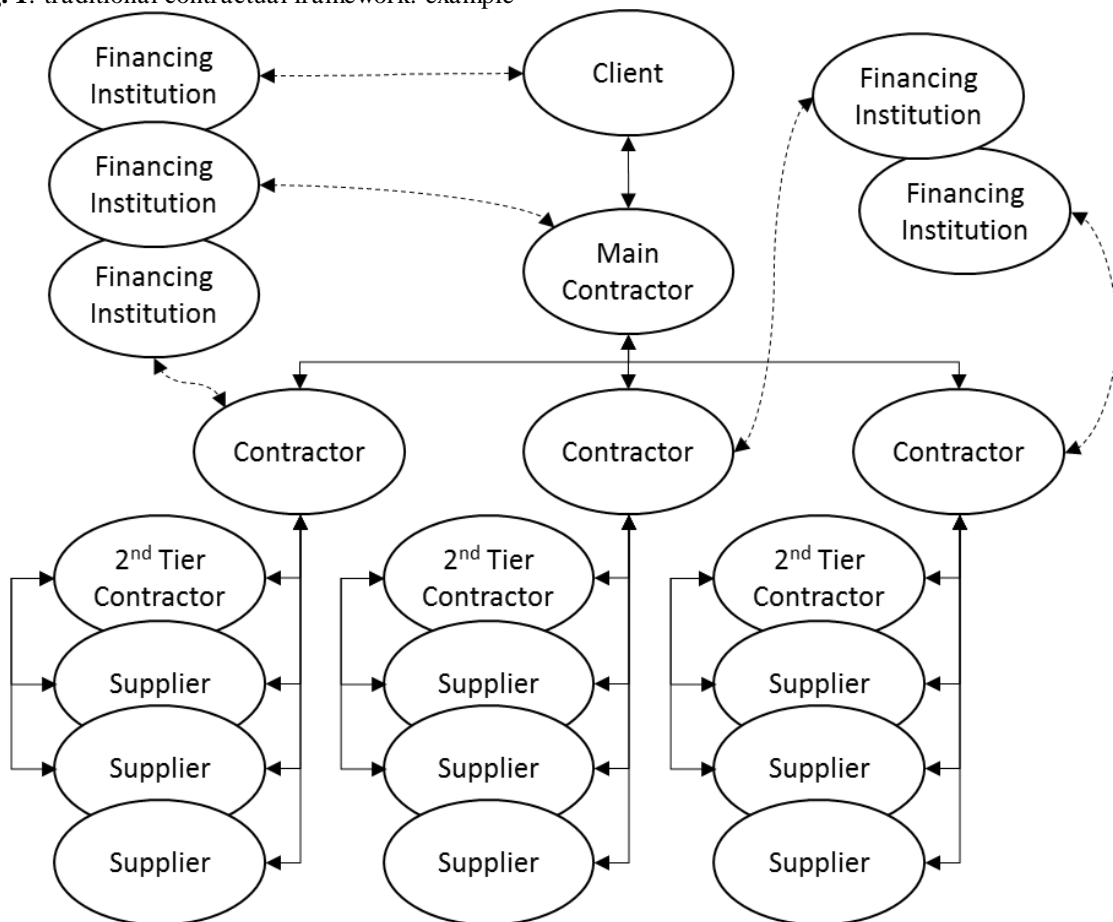 1: traditional contractual framework: example
Financing
Institution
Client
Financing
Institution
Financing
Institution
Main
Contractor
Financing
Institution
Financing
Institution
Contractor
Contractor
Contractor
2nd Tier
Contractor
Supplier
Supplier
Supplier
2nd Tier
Contractor
Supplier
Supplier
Supplier
2nd Tier
Contractor
Supplier
Supplier
Supplier